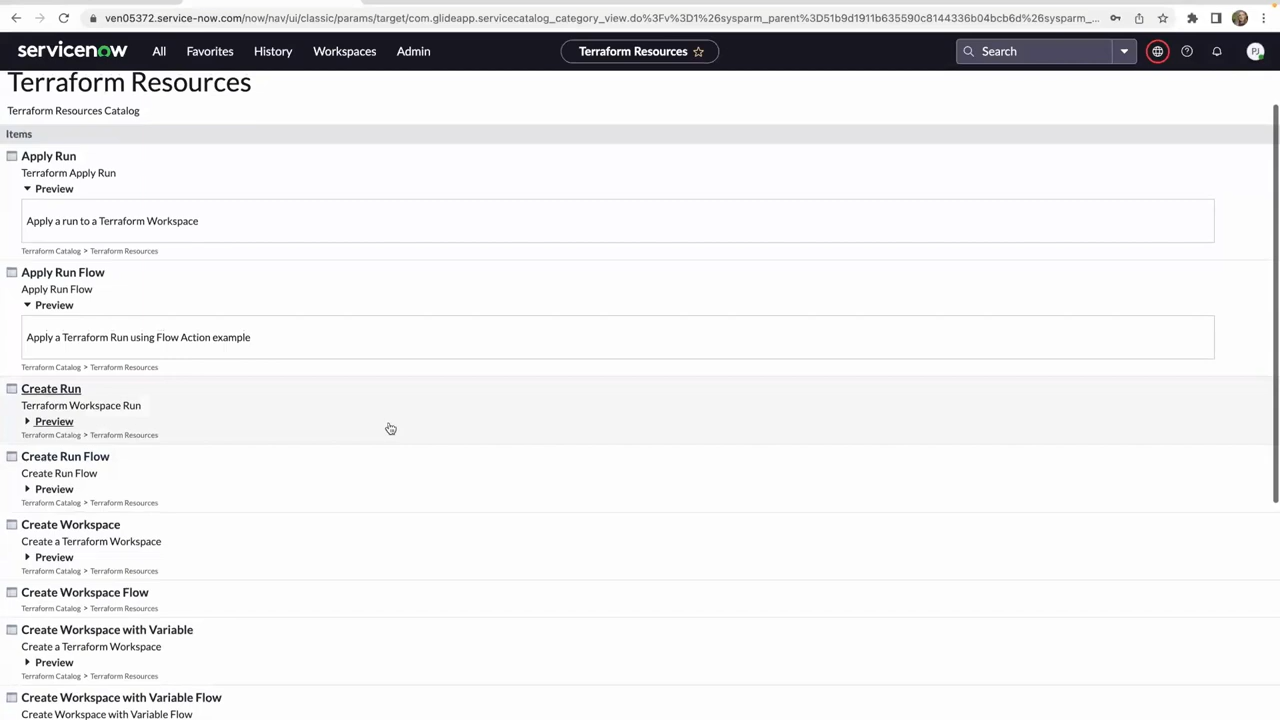 ven05372.service-now.com/now/nav/ui/classic/params/target/com.glideapp.servicecatalog_category_view.do%3Fv%3D1%26sysparm_parent%3D51b9d1911b635590c8144336b04bcb6d%26sysparm_...
servicenow All Favorites History Workspaces Admin Terraform Resources Search PJ
Terraform Resources
Terraform Resources Catalog
Items
Apply Run
Terraform Apply Run
Preview
Apply a run to a Terraform Workspace
Terraform Catalog > Terraform Resources
Apply Run Flow
Apply Run Flow
Preview
Apply a Terraform Run using Flow Action example
Terraform Catalog > Terraform Resources
Create Run
Terraform Workspace Run
Preview
Terraform Catalog > Terraform Resources
Create Run Flow
Create Run Flow
Preview
Terraform Catalog > Terraform Resources
Create Workspace
Create a Terraform Workspace
Preview
Terraform Catalog > Terraform Resources
Create Workspace Flow
Terraform Catalog > Terraform Resources
Create Workspace with Variable
Create a Terraform Workspace
Preview
Terraform Catalog > Terraform Resources
Create Workspace with Variable Flow
Create Workspace with Variable Flow